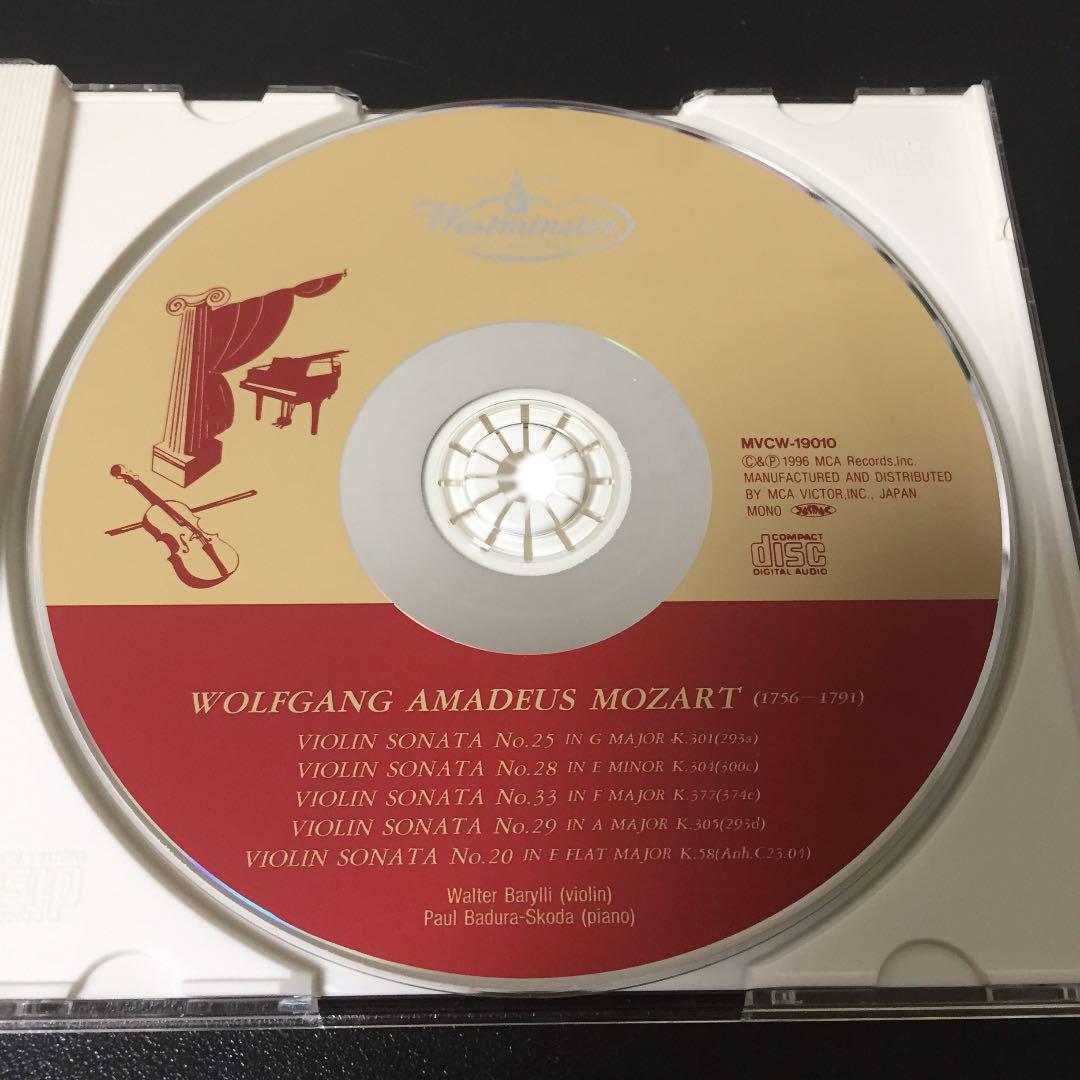 Westminster
MVCW-19010
©&℗ 1996 MCA Records,Inc.
MANUFACTURED AND DISTRIBUTED
BY MCA VICTOR,INC., JAPAN.
MONO JASRAC
COMPACT
disc
DIGITAL AUDIO
WOLFGANG AMADEUS MOZART (1756—1791)
VIOLIN SONATA No.25 IN G MAJOR K.301(293a)
VIOLIN SONATA No.28 IN E MINOR K.304(300c)
VIOLIN SONATA No.33 IN F MAJOR K.377(374e)
VIOLIN SONATA No.29 IN A MAJOR K.305(293d)
VIOLIN SONATA No.20 IN E FLAT MAJOR K.58(Anh.C23.04)
Walter Barylli (violin)
Paul Badura-Skoda (piano)
disc